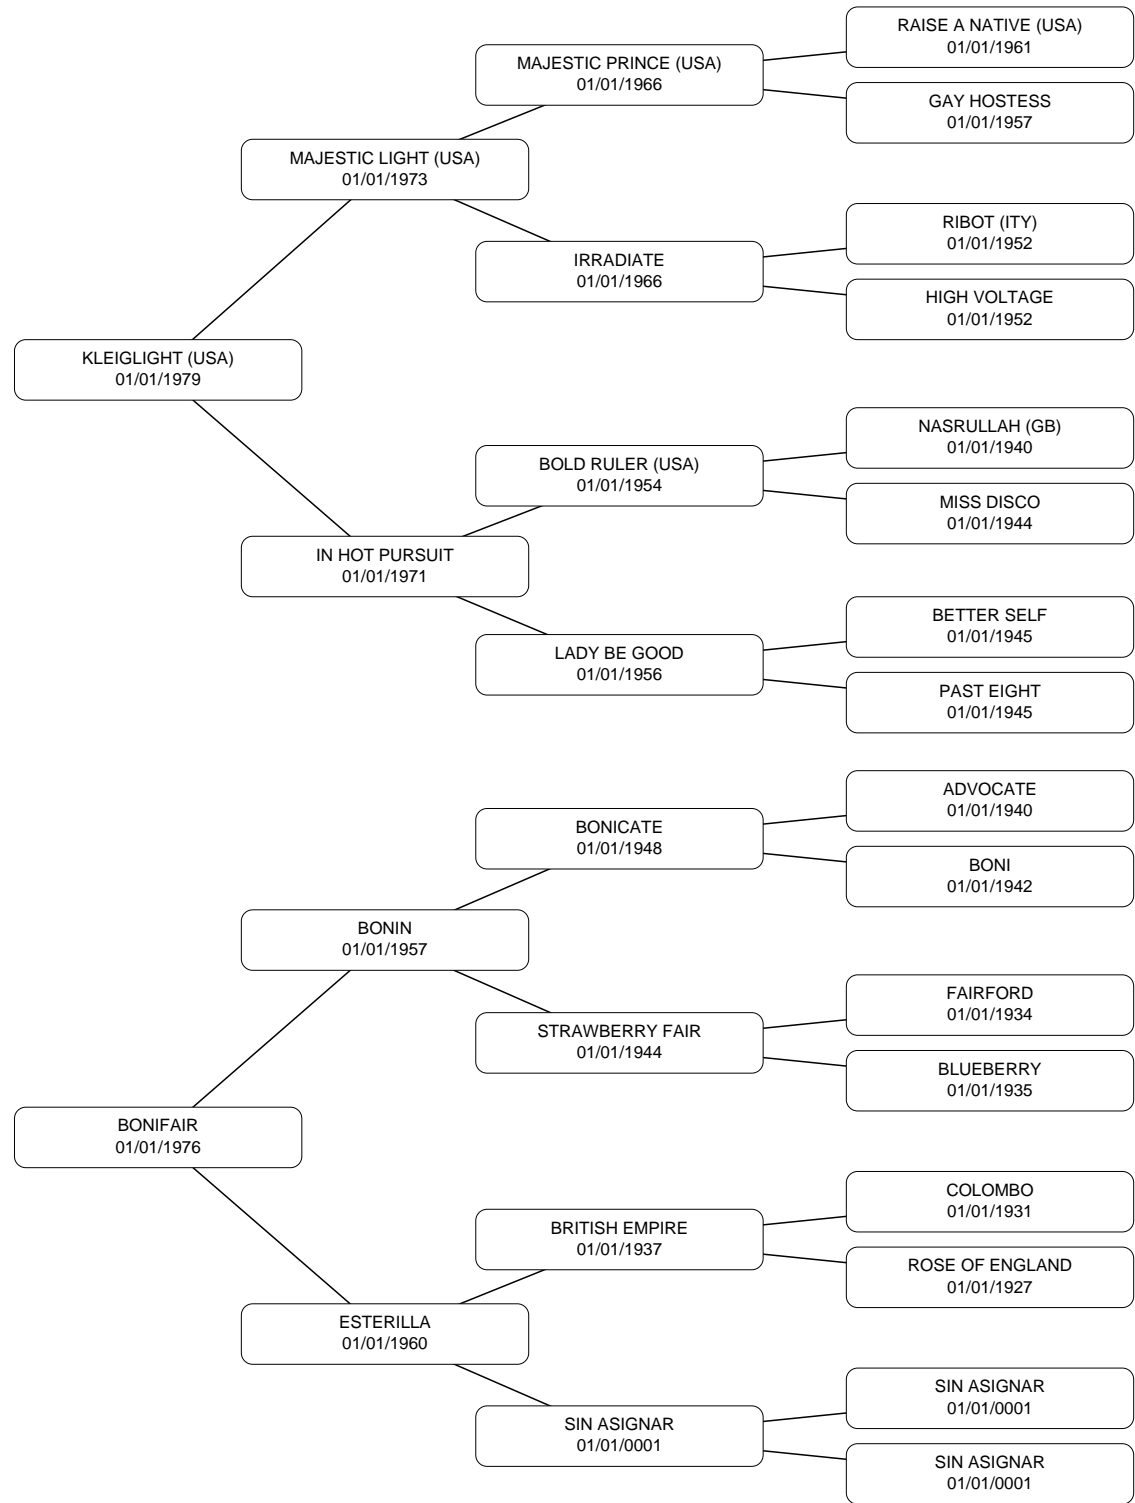 RAISE A NATIVE (USA)
01/01/1961
MAJESTIC PRINCE (USA)
01/01/1966
GAY HOSTESS
01/01/1957
MAJESTIC LIGHT (USA)
01/01/1973
RIBOT (ITY)
01/01/1952
IRRADIATE
01/01/1966
HIGH VOLTAGE
01/01/1952
KLEIGLIGHT (USA)
01/01/1979
NASRULLAH (GB)
01/01/1940
BOLD RULER (USA)
01/01/1954
MISS DISCO
01/01/1944
IN HOT PURSUIT
01/01/1971
BETTER SELF
01/01/1945
LADY BE GOOD
01/01/1956
PAST EIGHT
01/01/1945
ADVOCATE
01/01/1940
BONICATE
01/01/1948
BONI
01/01/1942
BONIN
01/01/1957
FAIRFORD
01/01/1934
STRAWBERRY FAIR
01/01/1944
BLUEBERRY
01/01/1935
BONIFAIR
01/01/1976
COLOMBO
01/01/1931
BRITISH EMPIRE
01/01/1937
ROSE OF ENGLAND
01/01/1927
ESTERILLA
01/01/1960
SIN ASIGNAR
01/01/0001
SIN ASIGNAR
01/01/0001
SIN ASIGNAR
01/01/0001